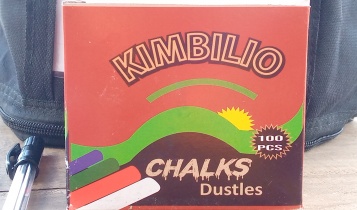 KIMBILIO
100
PCS.
CHALKS
Dustles